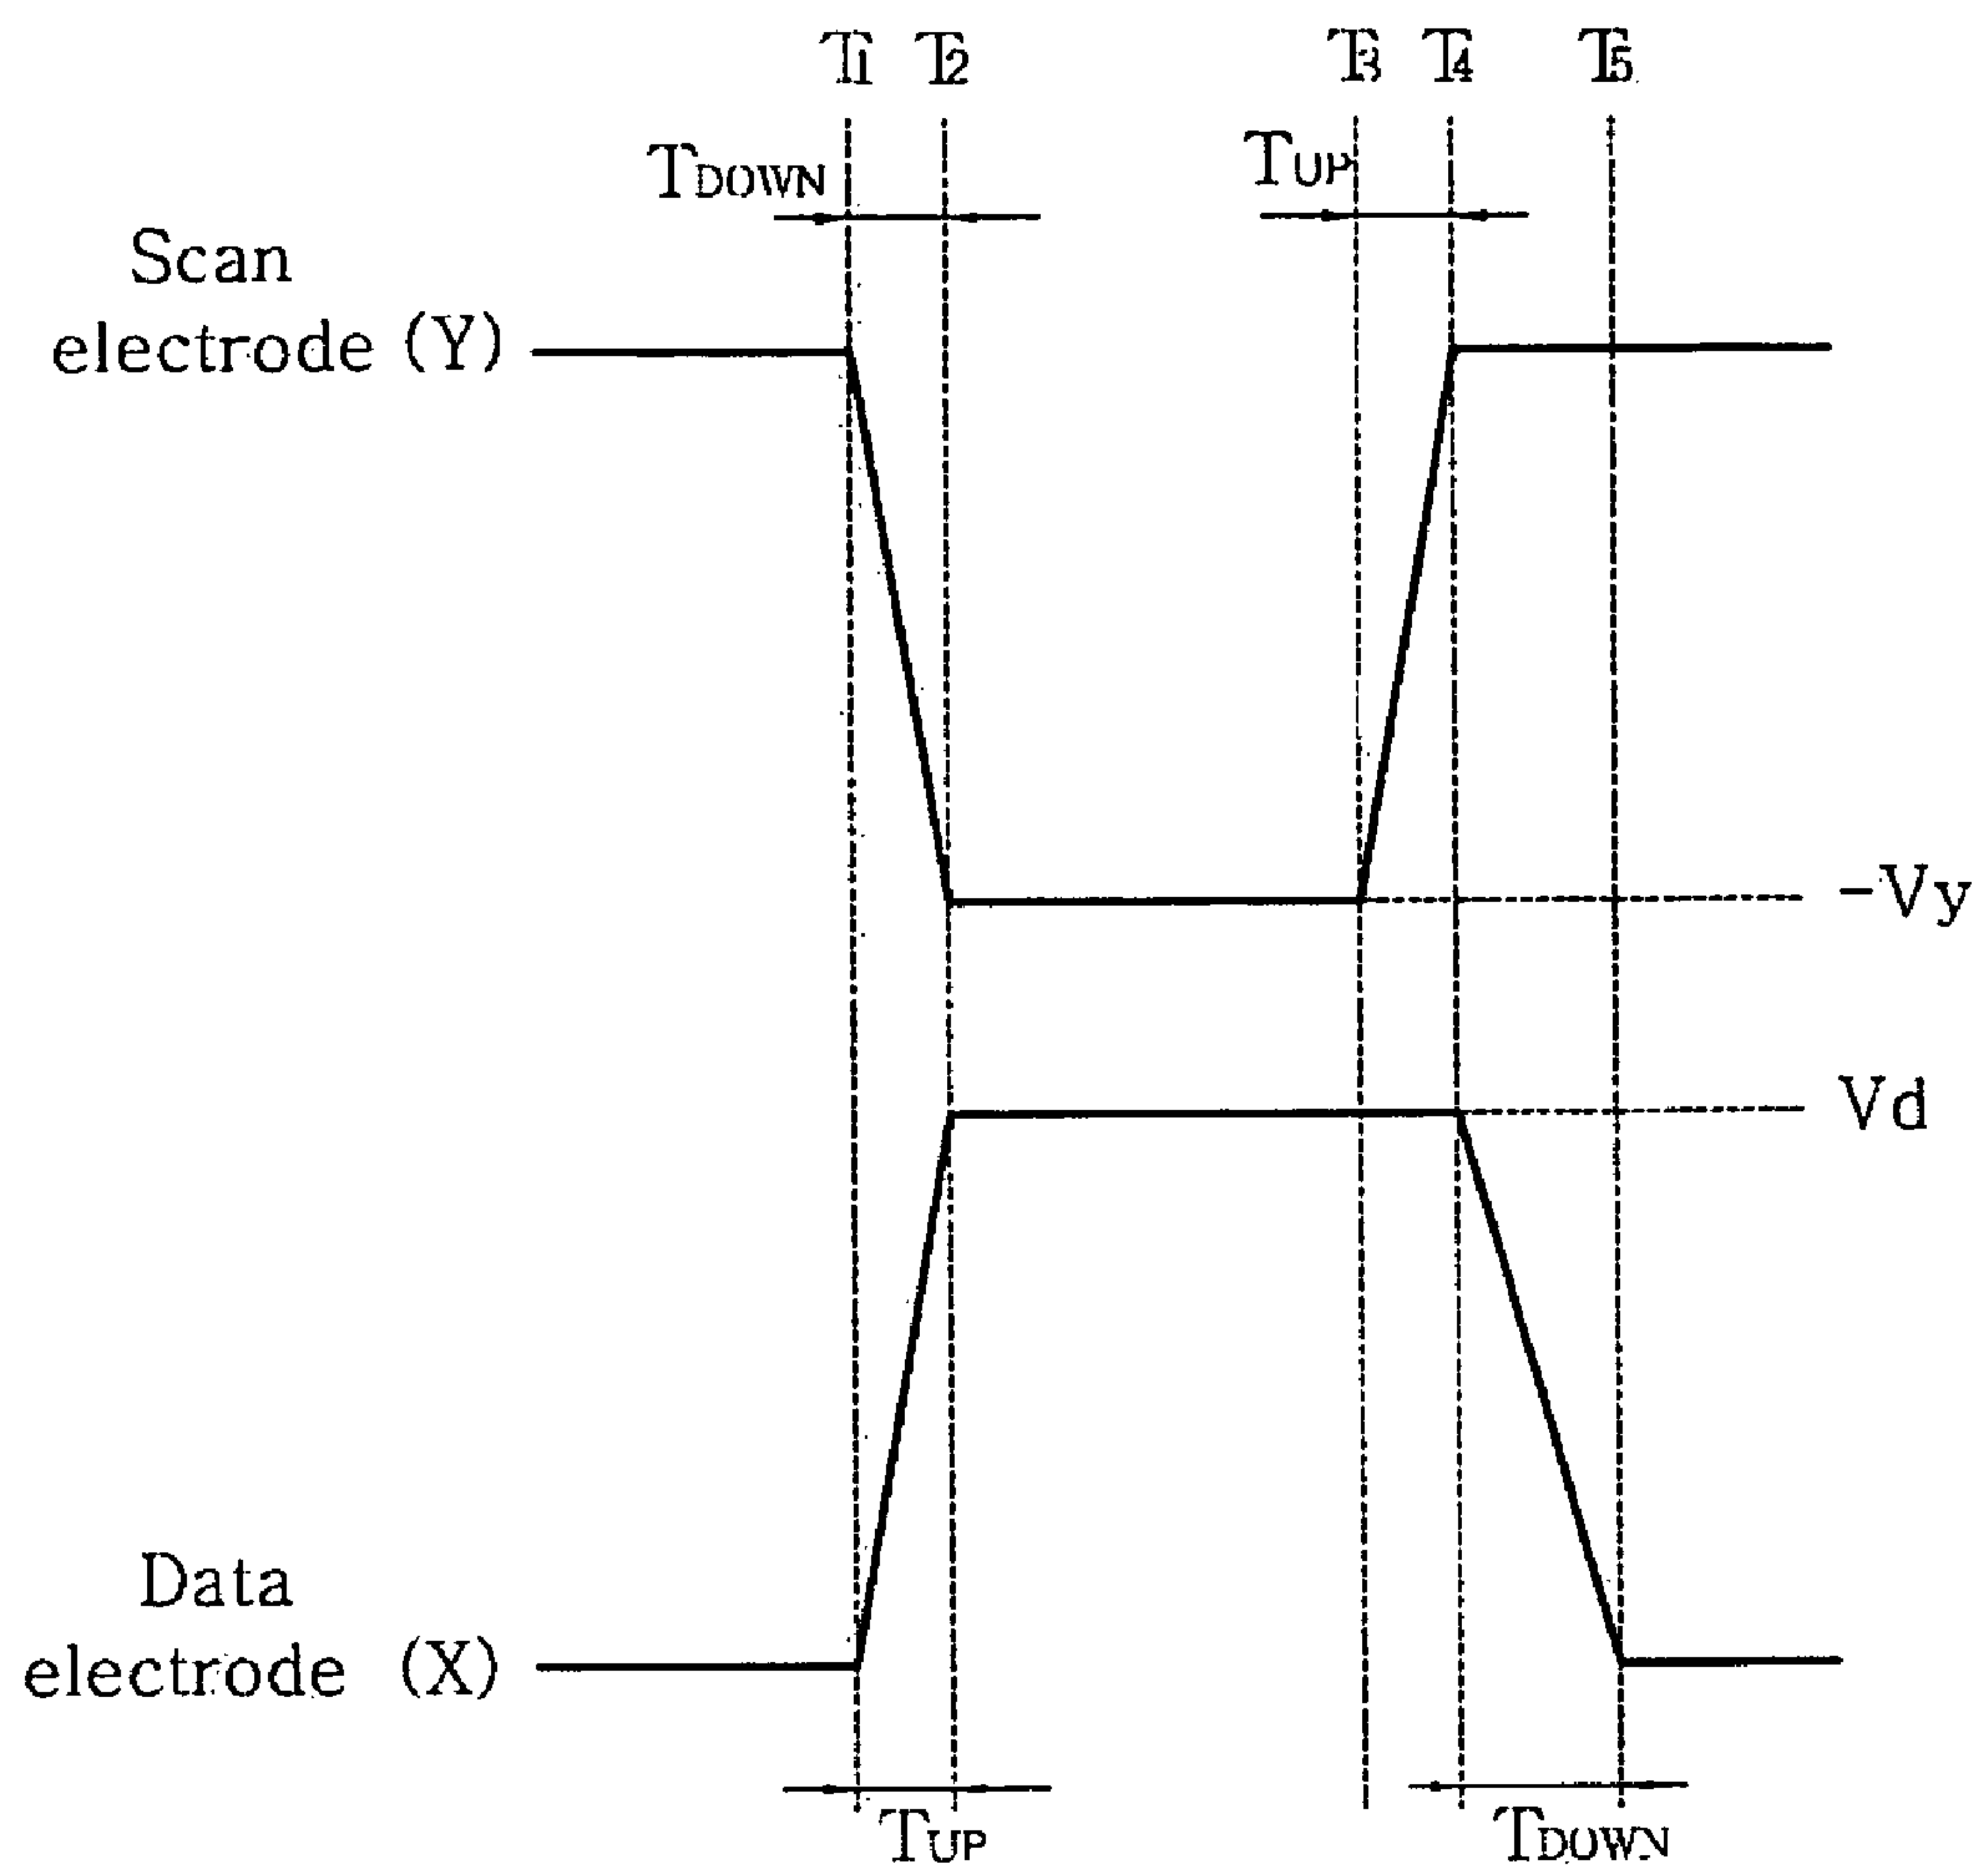 T1 T2 T3 T4 T5
TDOWN TUP
Scan
electrode (Y)
-Vy
Vd
Data
electrode (X)
TUP TDOWN